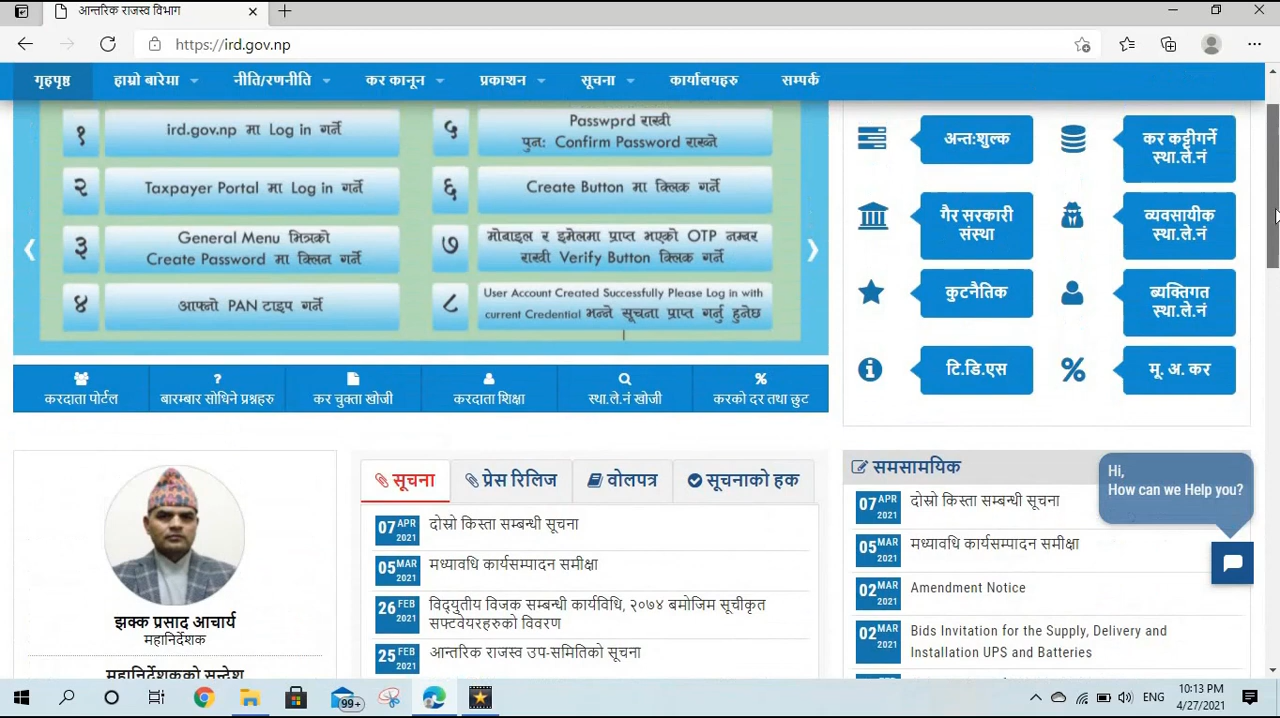 आन्तरिक राजस्व विभाग
https://ird.gov.np
गृहपृष्ठ
हाम्रो बारेमा
नीति/रणनीति
कर कानून
प्रकाशन
सूचना
कार्यालयहरु
सम्पर्क
१
ird.gov.np मा Log in गर्ने
२
Taxpayer Portal मा Log in गर्ने
३
General Menu भित्रको
Create Password मा क्लिन गर्ने
४
आफ्नो PAN टाइप गर्ने
Passwprd राख्नी
पुनः Confirm Password राख्ने
६
Create Button मा क्लिक गर्ने
७
मोबाइल र इमेलमा प्राप्त भएको OTP नम्बर
राख्नी Verify Button क्लिक गर्ने
८
User Account Created Successfully Please Log in with
current Credential भन्ने सूचना प्राप्त गर्नु हुनेछ
अन्तःशुल्क
कर कट्टीगर्ने
स्था.ले.नं
गैर सरकारी
संस्था
व्यवसायीक
स्था.ले.नं
कुटनैतिक
ब्यक्तिगत
स्था.ले.नं
टि.डि.एस
मू. अ. कर
करदाता पोर्टल
बारम्बार सोधिने प्रश्नहरु
कर चुक्ता खोजी
करदाता शिक्षा
स्था.ले.नं खोजी
करको दर तथा छुट
झक्क प्रसाद आचार्य
महानिर्देशक
महानिर्देशकको सन्देश
सूचना
प्रेस रिलिज
वोलपत्र
सूचनाको हक
07 APR 2021
दोस्रो किस्ता सम्बन्धी सूचना
05 MAR 2021
मध्यावधि कार्यसम्पादन समीक्षा
26 FEB 2021
विद्युतीय विजक सम्बन्धी कार्यविधि, २०७४ बमोजिम सूचीकृत
सफ्टवेयरहरुको विवरण
25 FEB 2021
आन्तरिक राजस्व उप-समितिको सूचना
समसामयिक
07 APR 2021
दोस्रो किस्ता सम्बन्धी सूचना
05 MAR 2021
मध्यावधि कार्यसम्पादन समीक्षा
02 MAR 2021
Amendment Notice
02 MAR 2021
Bids Invitation for the Supply, Delivery and
Installation UPS and Batteries
Hi,
How can we Help you?
99+
ENG
10:13 PM
4/27/2021